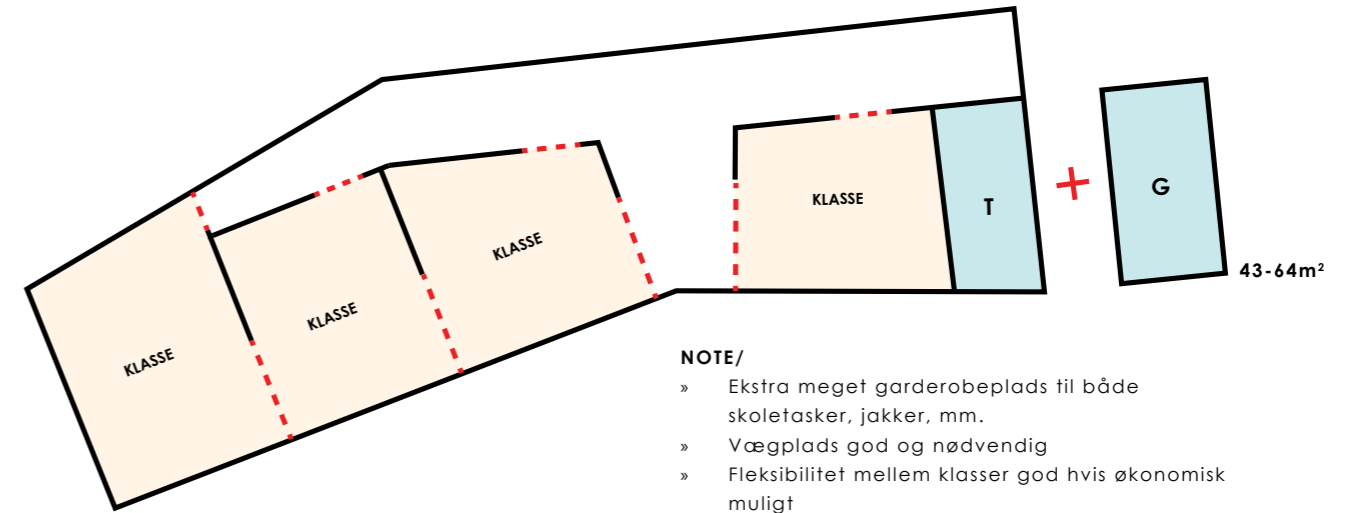 KLASSE
KLASSE
KLASSE
KLASSE
T
G
43-64m²
NOTE/
» Ekstra meget garderobeplads til både
skoletasker, jakker, mm.
» Vægplads god og nødvendig
» Fleksibilitet mellem klasser god hvis økonomisk
muligt